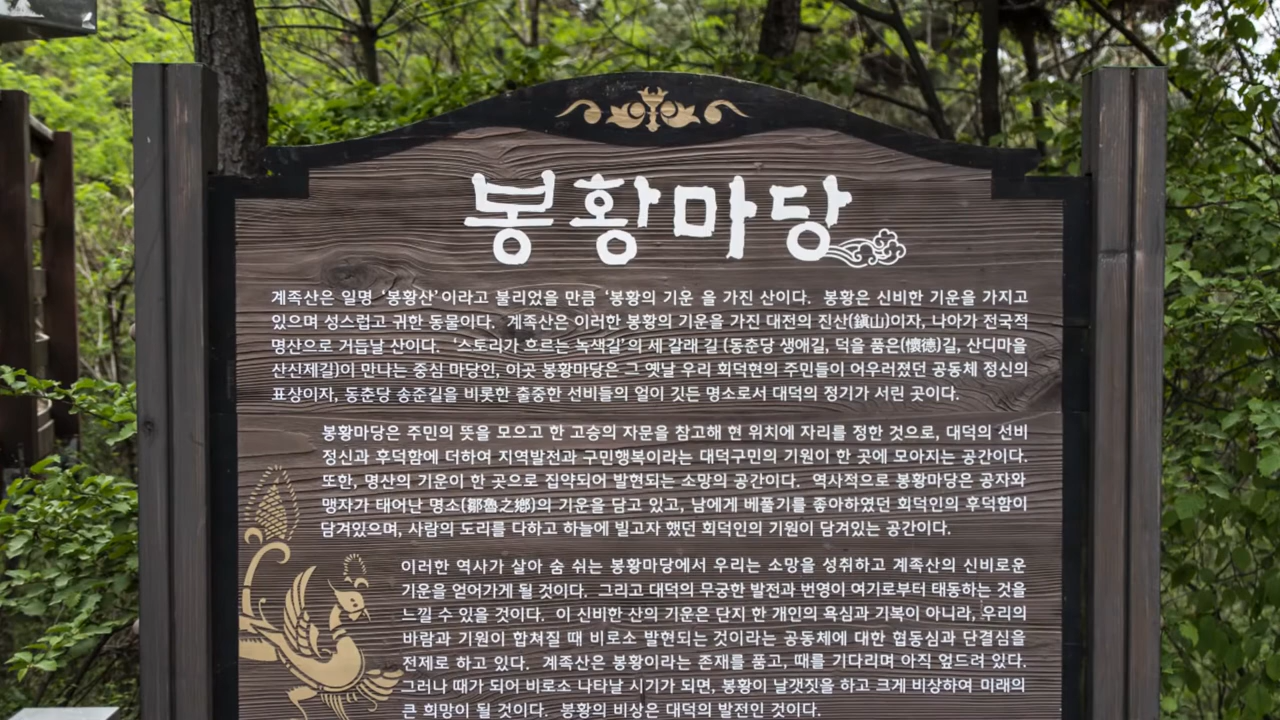 봉황마당
계족산은 일명 ‘봉황산’이라고 불리었을 만큼 ‘봉황의 기운 을 가진 산이다. 봉황은 신비한 기운을 가지고
있으며 성스럽고 귀한 동물이다. 계족산은 이러한 봉황의 기운을 가진 대전의 진산(鎭山)이자, 나아가 전국적
명산으로 거듭날 산이다. ‘스토리가 흐르는 녹색길’의 세 갈래 길 (동춘당 생애길, 덕을 품은(懷德)길, 산디마을
산신제길)이 만나는 중심 마당인, 이곳 봉황마당은 그 옛날 우리 회덕현의 주민들이 어우러졌던 공동체 정신의
표상이자, 동춘당 송준길을 비롯한 출중한 선비들의 얼이 깃든 명소로서 대덕의 정기가 서린 곳이다.
봉황마당은 주민의 뜻을 모으고 한 고승의 자문을 참고해 현 위치에 자리를 정한 것으로, 대덕의 선비
정신과 후덕함에 더하여 지역발전과 구민행복이라는 대덕구민의 기원이 한 곳에 모아지는 공간이다.
또한, 명산의 기운이 한 곳으로 집약되어 발현되는 소망의 공간이다. 역사적으로 봉황마당은 공자와
맹자가 태어난 명소(鄒魯之鄕)의 기운을 담고 있고, 남에게 베풀기를 좋아하였던 회덕인의 후덕함이
담겨있으며, 사람의 도리를 다하고 하늘에 빌고자 했던 회덕인의 기원이 담겨있는 공간이다.
이러한 역사가 살아 숨 쉬는 봉황마당에서 우리는 소망을 성취하고 계족산의 신비로운
기운을 얻어가게 될 것이다. 그리고 대덕의 무궁한 발전과 번영이 여기로부터 태동하는 것을
느낄 수 있을 것이다. 이 신비한 산의 기운은 단지 한 개인의 욕심과 기복이 아니라, 우리의
바람과 기원이 합쳐질 때 비로소 발현되는 것이라는 공동체에 대한 협동심과 단결심을
전제로 하고 있다. 계족산은 봉황이라는 존재를 품고, 때를 기다리며 아직 엎드려 있다.
그러나 때가 되어 비로소 나타날 시기가 되면, 봉황이 날갯짓을 하고 크게 비상하여 미래의
큰 희망이 될 것이다. 봉황의 비상은 대덕의 발전인 것이다.